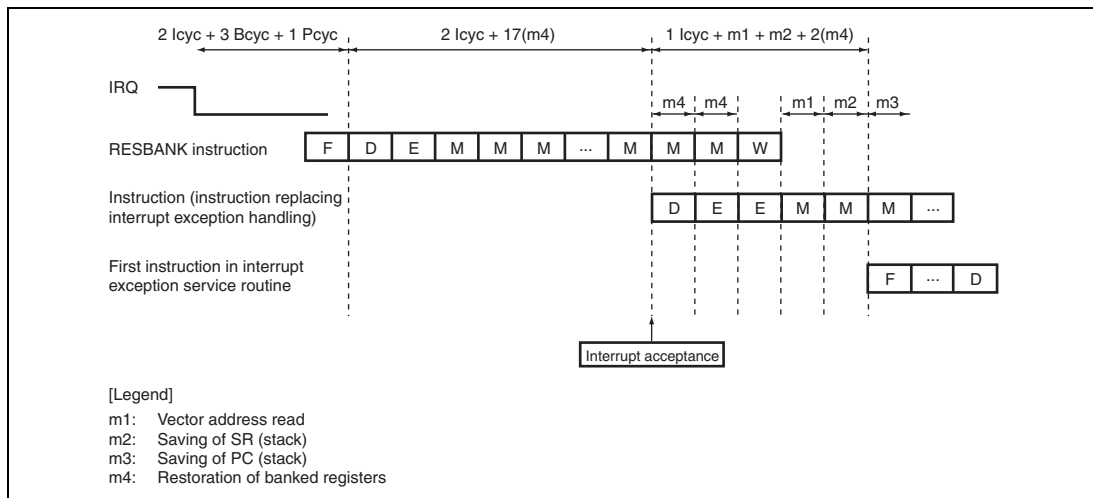 2 Icyc + 3 Bcyc + 1 Pcyc 2 Icyc + 17(m4) 1 Icyc + m1 + m2 + 2(m4)
IRQ
m4 m4 m1 m2 m3
RESBANK instruction F D E M M M ... M M M W
Instruction (instruction replacing
interrupt exception handling) D E E M M M ...
First instruction in interrupt
exception service routine F ... D
Interrupt acceptance
[Legend]
m1: Vector address read
m2: Saving of SR (stack)
m3: Saving of PC (stack)
m4: Restoration of banked registers